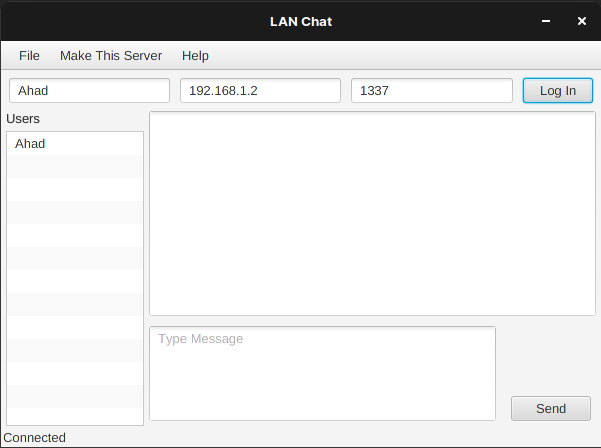 LAN Chat
File Make This Server Help
Ahad 192.168.1.2 1337 Log In
Users
Ahad
Type Message
Send
Connected